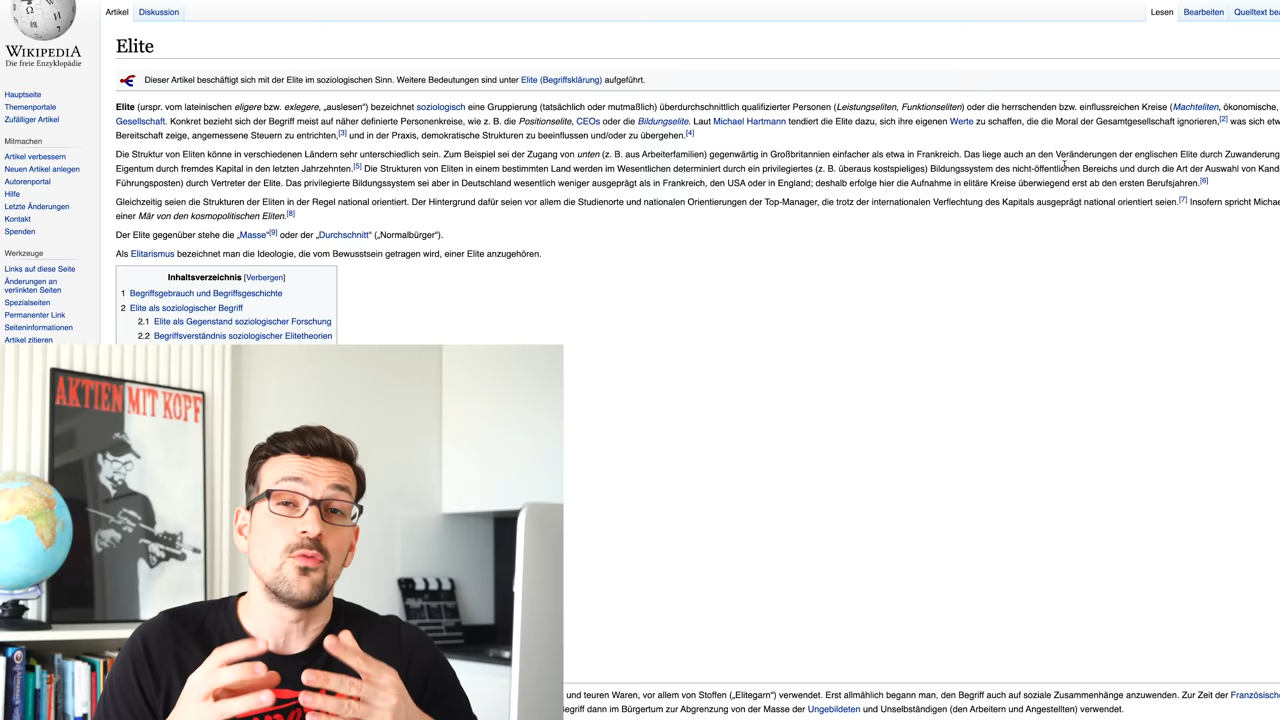 Artikel Diskussion Lesen Bearbeiten Quelltext bea
WIKIPEDIA
Die freie Enzyklopädie
Hauptseite
Themenportale
Zufälliger Artikel
Mitmachen
Artikel verbessern
Neuen Artikel anlegen
Autorenportal
Hilfe
Letzte Änderungen
Kontakt
Spenden
Werkzeuge
Links auf diese Seite
Änderungen an
verlinkten Seiten
Spezialseiten
Permanenter Link
Seiteninformationen
Artikel zitieren
Elite
Dieser Artikel beschäftigt sich mit der Elite im soziologischen Sinn. Weitere Bedeutungen sind unter Elite (Begriffsklärung) aufgeführt.
Elite (urspr. vom lateinischen eligere bzw. exlegere, „auslesen“) bezeichnet soziologisch eine Gruppierung (tatsächlich oder mutmaßlich) überdurchschnittlich qualifizierter Personen (Leistungseliten, Funktionseliten) oder die herrschenden bzw. einflussreichen Kreise (Machteliten, ökonomische,
Gesellschaft. Konkret bezieht sich der Begriff meist auf näher definierte Personenkreise, wie z. B. die Positionselite, CEOs oder die Bildungselite. Laut Michael Hartmann tendiert die Elite dazu, sich ihre eigenen Werte zu schaffen, die die Moral der Gesamtgesellschaft ignorieren,[2] was sich etw
Bereitschaft zeige, angemessene Steuern zu entrichten,[3] und in der Praxis, demokratische Strukturen zu beeinflussen und/oder zu übergehen.[4]
Die Struktur von Eliten könne in verschiedenen Ländern sehr unterschiedlich sein. Zum Beispiel sei der Zugang von unten (z. B. aus Arbeiterfamilien) gegenwärtig in Großbritannien einfacher als etwa in Frankreich. Das liege auch an den Veränderungen der englischen Elite durch Zuwanderung
Eigentum durch fremdes Kapital in den letzten Jahrzehnten.[5] Die Strukturen von Eliten in einem bestimmten Land werden im Wesentlichen determiniert durch ein privilegiertes (z. B. überaus kostspieliges) Bildungssystem des nicht-öffentlichen Bereichs und durch die Art der Auswahl von Kand
Führungsposten) durch Vertreter der Elite. Das privilegierte Bildungssystem sei aber in Deutschland wesentlich weniger ausgeprägt als in Frankreich, den USA oder in England; deshalb erfolge hier die Aufnahme in elitäre Kreise überwiegend erst ab den ersten Berufsjahren.[6]
Gleichzeitig seien die Strukturen der Eliten in der Regel national orientiert. Der Hintergrund dafür seien vor allem die Studienorte und nationalen Orientierungen der Top-Manager, die trotz der internationalen Verflechtung des Kapitals ausgeprägt national orientiert seien.[7] Insofern spricht Michae
einer Mär von den kosmopolitischen Eliten.[8]
Der Elite gegenüber stehe die „Masse“[9] oder der „Durchschnitt“ („Normalbürger“).
Als Elitarismus bezeichnet man die Ideologie, die vom Bewusstsein getragen wird, einer Elite anzugehören.
Inhaltsverzeichnis [Verbergen]
1 Begriffsgebrauch und Begriffsgeschichte
2 Elite als soziologischer Begriff
2.1 Elite als Gegenstand soziologischer Forschung
2.2 Begriffsverständnis soziologischer Elitetheorien
AKTIEN MIT KOPF
und teuren Waren, vor allem von Stoffen („Elitegarn“) verwendet. Erst allmählich begann man, den Begriff auch auf soziale Zusammenhänge anzuwenden. Zur Zeit der Französische
Begriff dann im Bürgertum zur Abgrenzung von der Masse der Ungebildeten und Unselbständigen (den Arbeitern und Angestellten) verwendet.